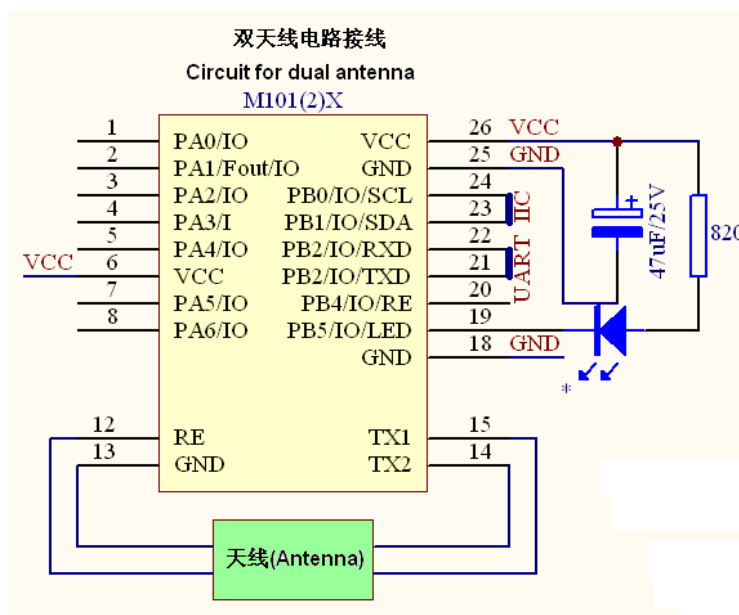 双天线电路接线
Circuit for dual antenna
M101(2)X
1 PA0/IO VCC 26 VCC
2 PA1/Fout/IO GND 25 GND
3 PA2/IO PB0/IO/SCL 24
4 PA3/I PB1/IO/SDA 23
IIC
5 PA4/IO PB2/IO/RXD 22
VCC 6 VCC PB2/IO/TXD 21
UART
7 PA5/IO PB4/IO/RE 20
8 PA6/IO PB5/IO/LED 19
GND 18 GND
+
47uF/25V
820
*
12 RE TX1 15
13 GND TX2 14
天线(Antenna)